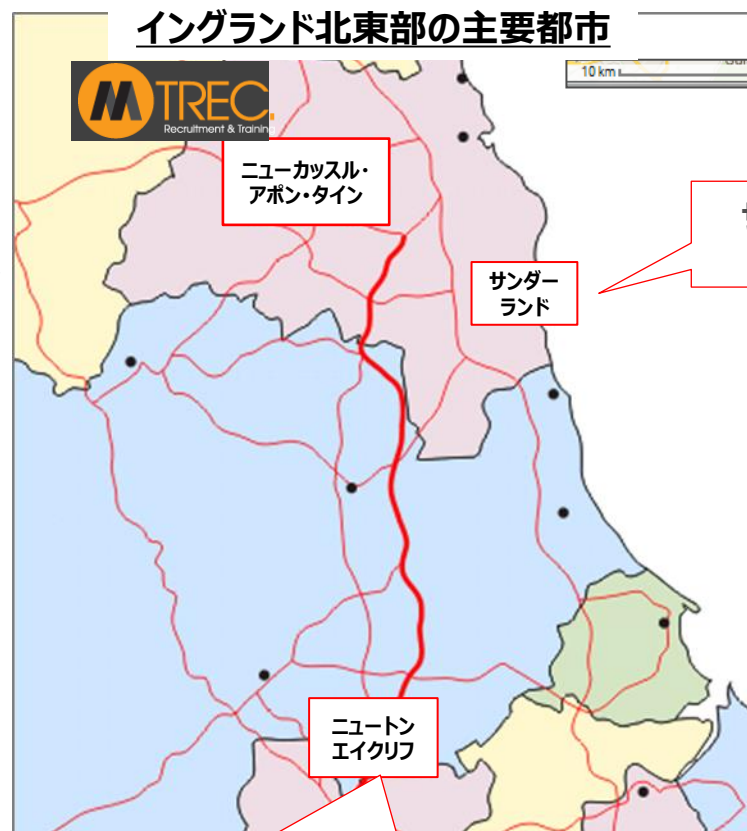 イングランド北東部の主要都市
MTREC.
Recruitment & Training
10 km
ニューカッスル・
アポン・タイン
サンダー
ランド
ニュートン
エイクリフ